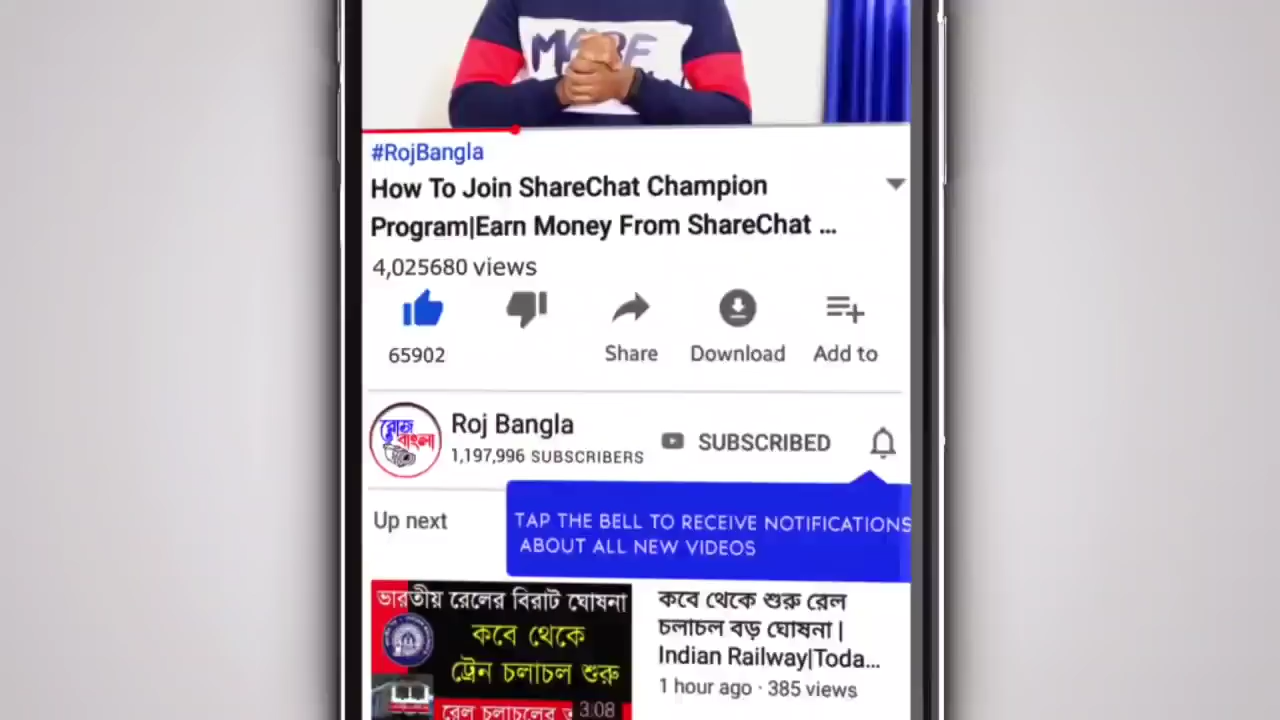 #RojBangla
How To Join ShareChat Champion
Program|Earn Money From ShareChat ...
4,025680 views
65902
Share
Download
Add to
রোজ
বাংলা
Roj Bangla
1,197,996 SUBSCRIBERS
SUBSCRIBED
Up next
TAP THE BELL TO RECEIVE NOTIFICATIONS
ABOUT ALL NEW VIDEOS
ভারতীয় রেলের বিরাট ঘোষনা
কবে থেকে
ট্রেন চলাচল শুরু
রেল চলাচলের
3:08
কবে থেকে শুরু রেল
চলাচল বড় ঘোষনা |
Indian Railway|Toda...
1 hour ago · 385 views